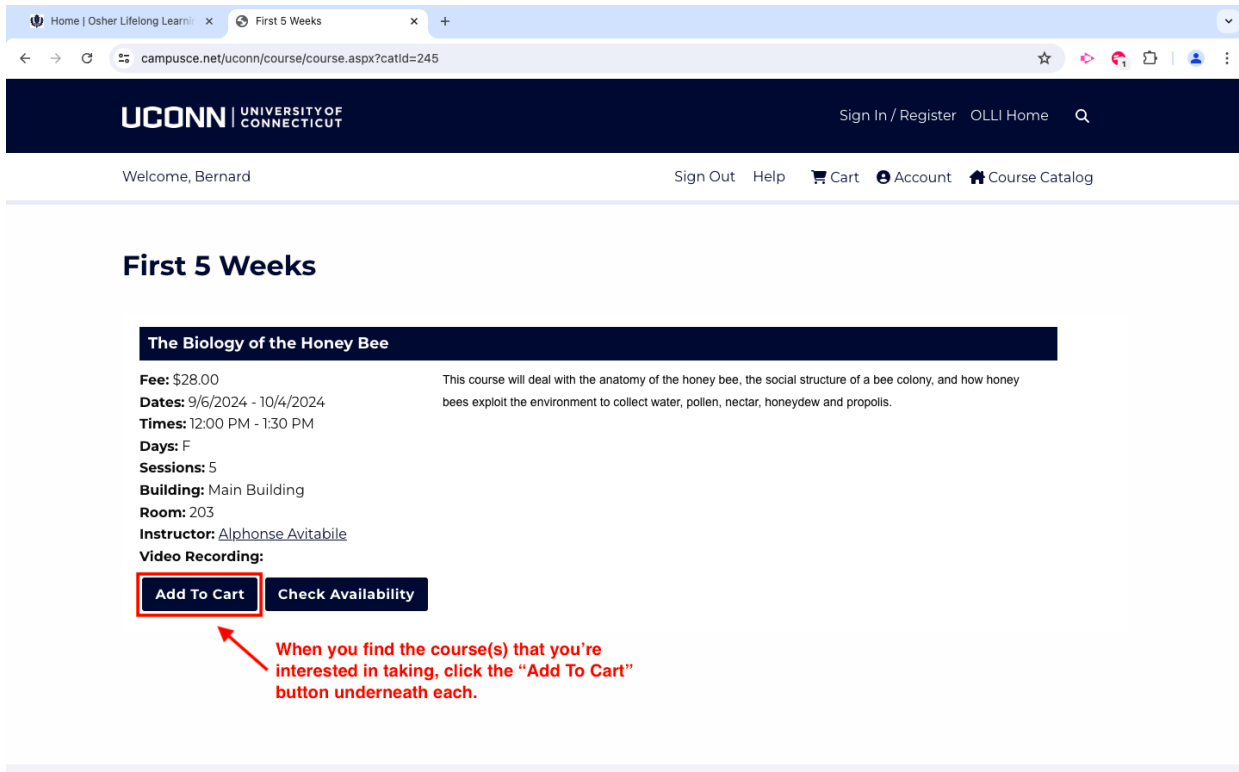 Home | Osher Lifelong Learni
First 5 Weeks
campusce.net/uconn/course/course.aspx?catId=245
UCONN | UNIVERSITY OF CONNECTICUT
Sign In / Register OLLI Home
Welcome, Bernard
Sign Out Help Cart Account Course Catalog
First 5 Weeks
The Biology of the Honey Bee
Fee: $28.00
Dates: 9/6/2024 - 10/4/2024
Times: 12:00 PM - 1:30 PM
Days: F
Sessions: 5
Building: Main Building
Room: 203
Instructor: Alphonse Avitabile
Video Recording:
This course will deal with the anatomy of the honey bee, the social structure of a bee colony, and how honey
bees exploit the environment to collect water, pollen, nectar, honeydew and propolis.
Add To Cart Check Availability
When you find the course(s) that you’re
interested in taking, click the “Add To Cart”
button underneath each.